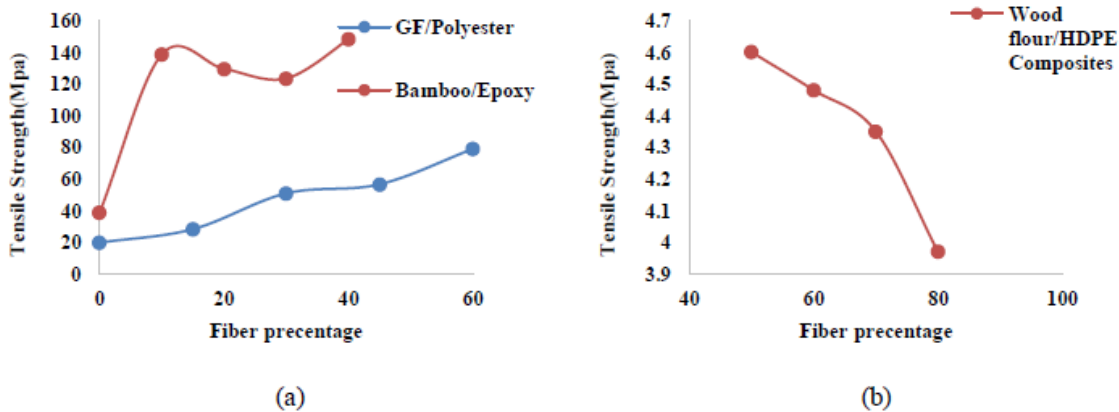 160
140
120
100
80
60
40
20
0
Tensile Strength(Mpa)
0 20 40 60
Fiber precentage
GF/Polyester
Bamboo/Epoxy
(a)
4.7
4.6
4.5
4.4
4.3
4.2
4.1
4
3.9
Tensile Strength(Mpa)
40 60 80 100
Fiber precentage
Wood
flour/HDPE
Composites
(b)